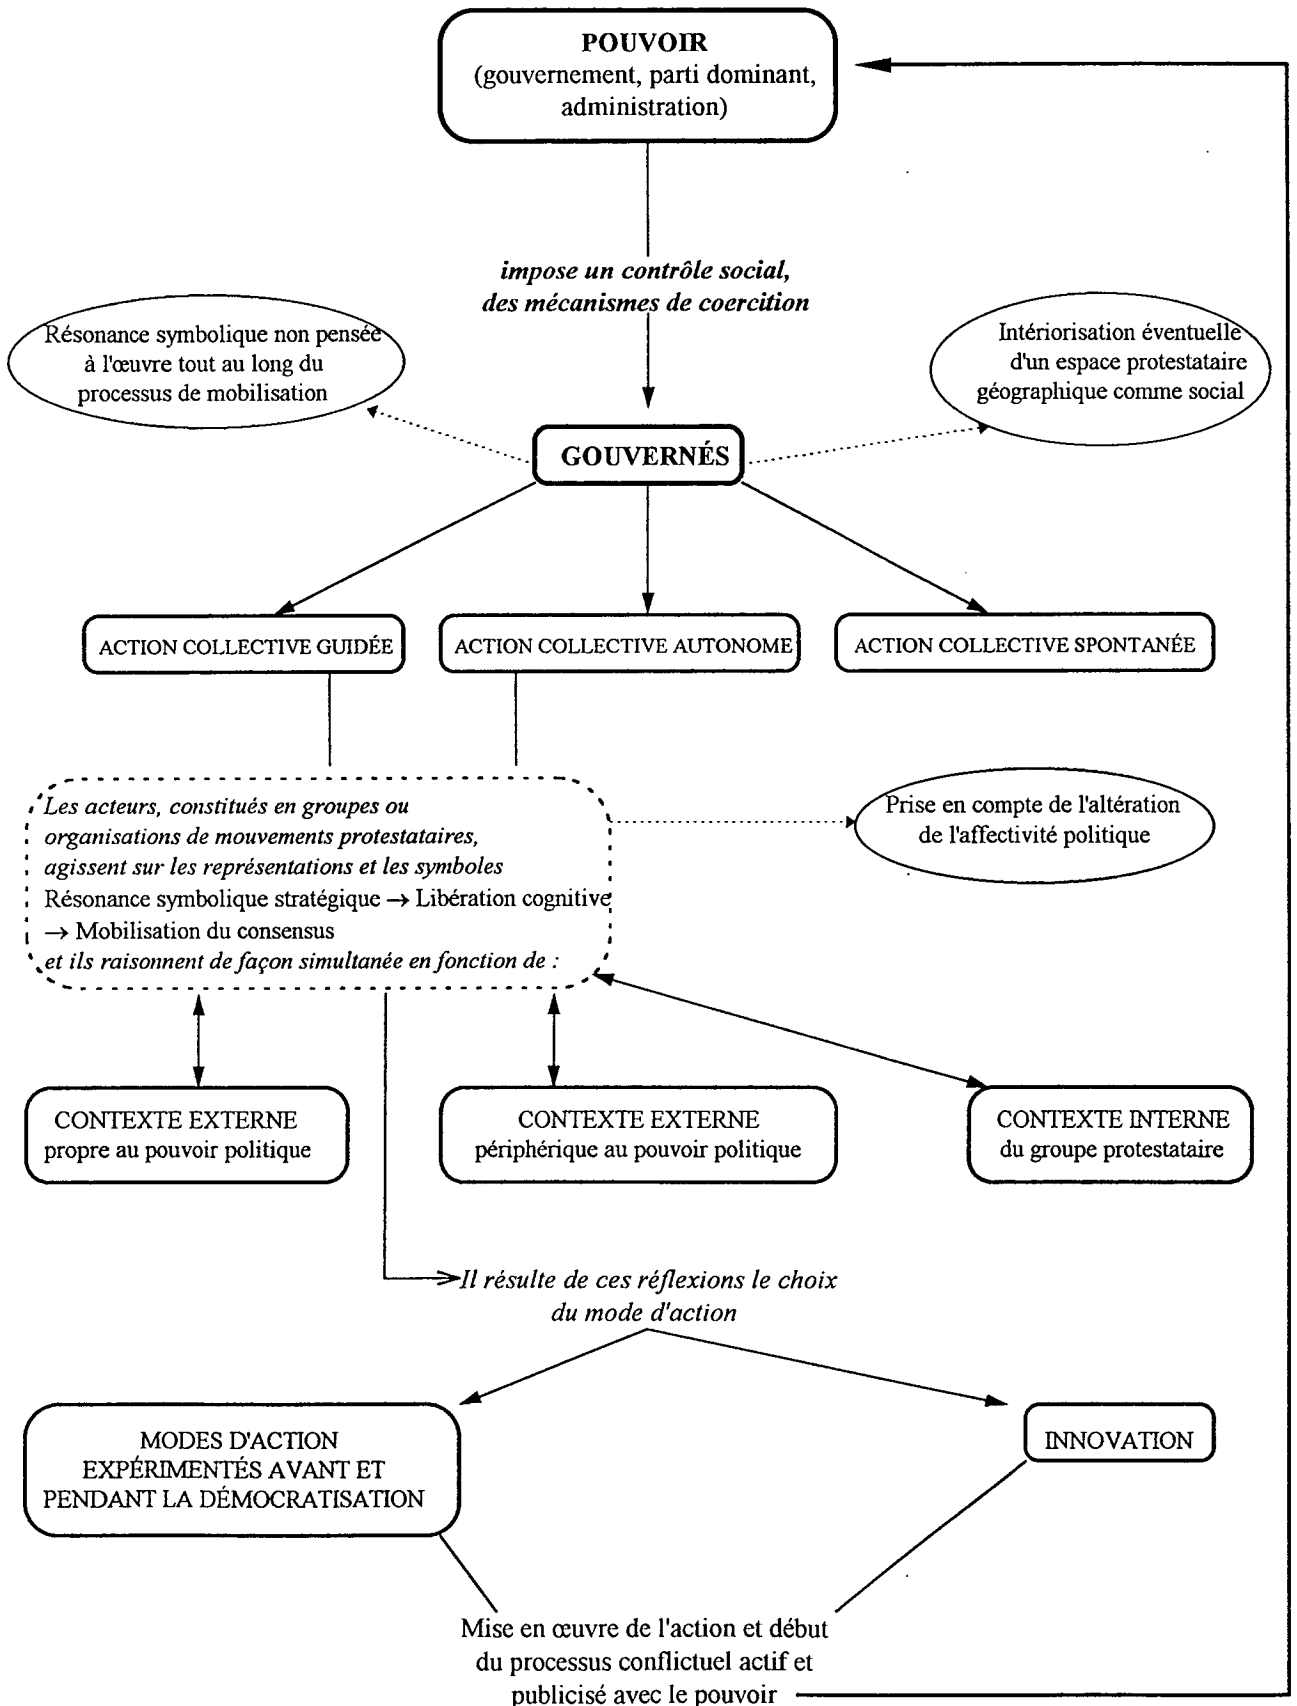 POUVOIR
(gouvernement, parti dominant,
administration)
impose un contrôle social,
des mécanismes de coercition
Résonance symbolique non pensée
à l'œuvre tout au long du
processus de mobilisation
Intériorisation éventuelle
d'un espace protestataire
géographique comme social
GOUVERNÉS
ACTION COLLECTIVE GUIDÉE
ACTION COLLECTIVE AUTONOME
ACTION COLLECTIVE SPONTANÉE
Les acteurs, constitués en groupes ou
organisations de mouvements protestataires,
agissent sur les représentations et les symboles
Résonance symbolique stratégique → Libération cognitive
→ Mobilisation du consensus
et ils raisonnent de façon simultanée en fonction de :
Prise en compte de l'altération
de l'affectivité politique
CONTEXTE EXTERNE
propre au pouvoir politique
CONTEXTE EXTERNE
périphérique au pouvoir politique
CONTEXTE INTERNE
du groupe protestataire
Il résulte de ces réflexions le choix
du mode d'action
MODES D'ACTION
EXPÉRIMENTÉS AVANT ET
PENDANT LA DÉMOCRATISATION
INNOVATION
Mise en œuvre de l'action et début
du processus conflictuel actif et
publicisé avec le pouvoir